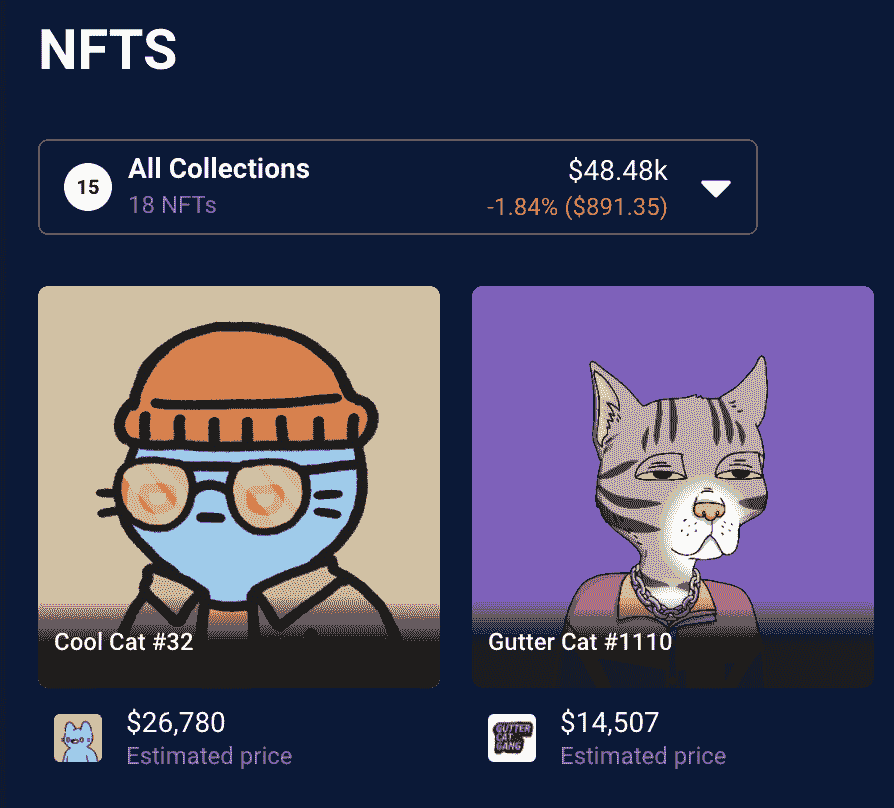 NFTS
15
All Collections
18 NFTs
$48.48k
-1.84% ($891.35)
Cool Cat #32
Gutter Cat #1110
$26,780
Estimated price
GUTTER
CAT
GANG
$14,507
Estimated price